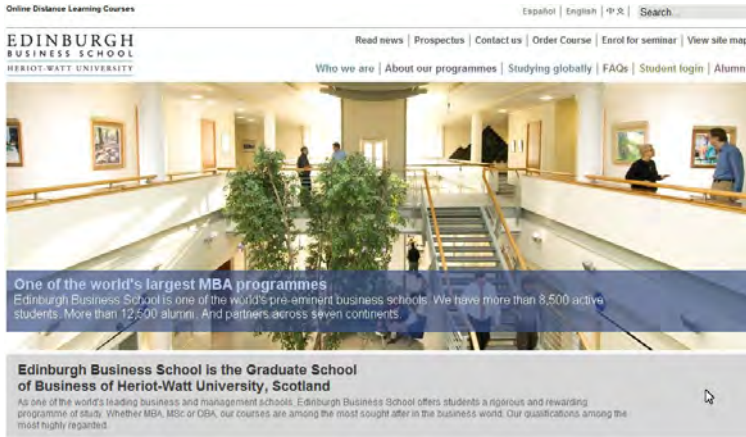 Online Distance Learning Courses
Español | English | 中文 | Search...
EDINBURGH
BUSINESS SCHOOL
HERIOT-WATT UNIVERSITY
Read news | Prospectus | Contact us | Order Course | Enrol for seminar | View site map
Who we are | About our programmes | Studying globally | FAQs | Student login | Alumn
One of the world's largest MBA programmes
Edinburgh Business School is one of the world's pre-eminent business schools. We have more than 8,500 active
students. More than 12,500 alumni. And partners across seven continents.
Edinburgh Business School is the Graduate School
of Business of Heriot-Watt University, Scotland
As one of the world's leading business and management schools, Edinburgh Business School offers students a rigorous and rewarding
programme of study. Whether MBA, MSc or DBA, our courses are among the most sought after in the business world. Our qualifications among the
most highly regarded.